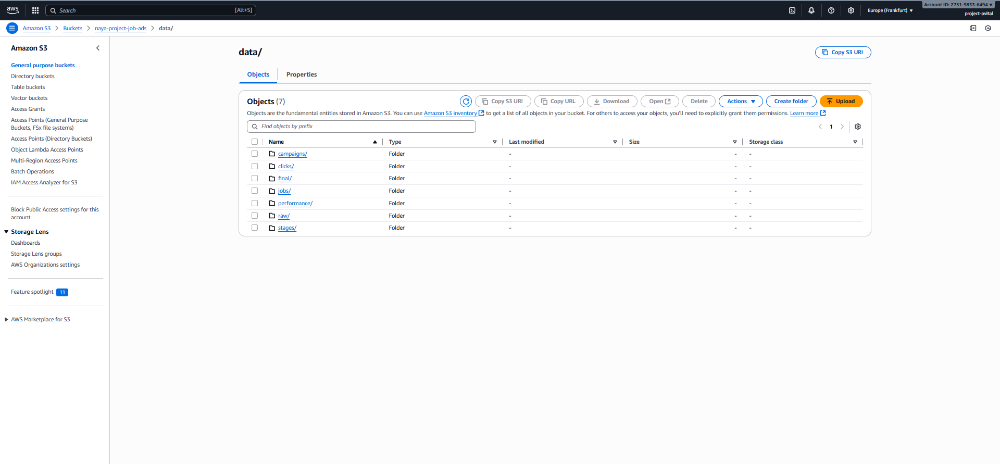 aws
Search [Alt+S]
Europe (Frankfurt) ▼
Account ID: 2751-9833-6494 ▼
project-avital
Amazon S3 > Buckets > naya-project-job-ads > data/
Amazon S3
General purpose buckets
Directory buckets
Table buckets
Vector buckets
Access Grants
Access Points (General Purpose
Buckets, FSx file systems)
Access Points (Directory Buckets)
Object Lambda Access Points
Multi-Region Access Points
Batch Operations
IAM Access Analyzer for S3
Block Public Access settings for this
account
Storage Lens
Dashboards
Storage Lens groups
AWS Organizations settings
Feature spotlight 11
AWS Marketplace for S3
data/
Copy S3 URI
Objects Properties
Objects (7)
Copy S3 URI Copy URL Download Open Delete Actions Create folder Upload
Objects are the fundamental entities stored in Amazon S3. You can use Amazon S3 inventory to get a list of all objects in your bucket. For others to access your objects, you'll need to explicitly grant them permissions. Learn more
Find objects by prefix
1
Name Type Last modified Size Storage class
campaigns/ Folder - - -
clicks/ Folder - - -
final/ Folder - - -
jobs/ Folder - - -
performance/ Folder - - -
raw/ Folder - - -
stages/ Folder - - -